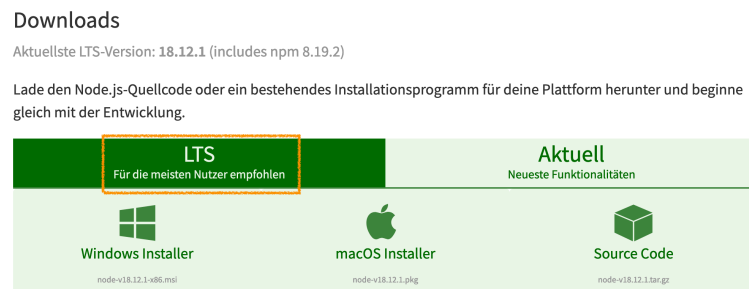 Downloads
Aktuellste LTS-Version: 18.12.1 (includes npm 8.19.2)
Lade den Node.js-Quellcode oder ein bestehendes Installationsprogramm für deine Plattform herunter und beginne
gleich mit der Entwicklung.
LTS
Für die meisten Nutzer empfohlen
Aktuell
Neueste Funktionalitäten
Windows Installer
node-v18.12.1-x86.msi
macOS Installer
node-v18.12.1.pkg
Source Code
node-v18.12.1.tar.gz